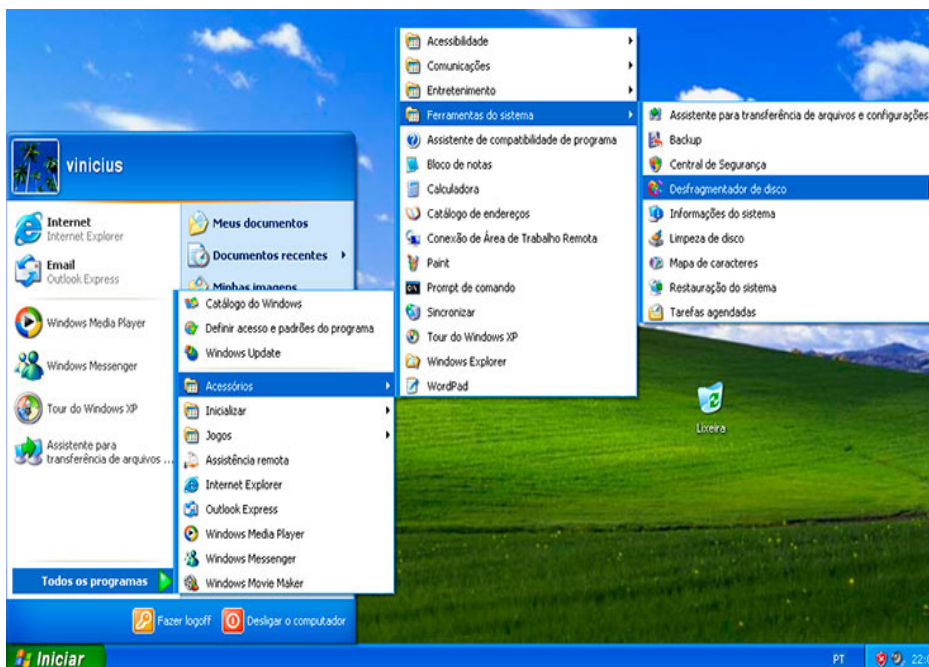 vinicius
Internet
Internet Explorer
Email
Outlook Express
Windows Media Player
Windows Messenger
Tour do Windows XP
Assistente para
transferência de arquivos ...
Todos os programas
Meus documentos
Documentos recentes
Minhas imagens
Catálogo do Windows
Definir acesso e padrões do programa
Windows Update
Acessórios
Inicializar
Jogos
Assistência remota
Internet Explorer
Outlook Express
Windows Media Player
Windows Messenger
Windows Movie Maker
Acessibilidade
Comunicações
Entretenimento
Ferramentas do sistema
Assistente de compatibilidade de programa
Bloco de notas
Calculadora
Catálogo de endereços
Conexão de Área de Trabalho Remota
Paint
Prompt de comando
Sincronizar
Tour do Windows XP
Windows Explorer
WordPad
Assistente para transferência de arquivos e configurações
Backup
Central de Segurança
Desfragmentador de disco
Informações do sistema
Limpeza de disco
Mapa de caracteres
Restauração do sistema
Tarefas agendadas
Lixeira
Fazer logoff
Desligar o computador
Iniciar
PT